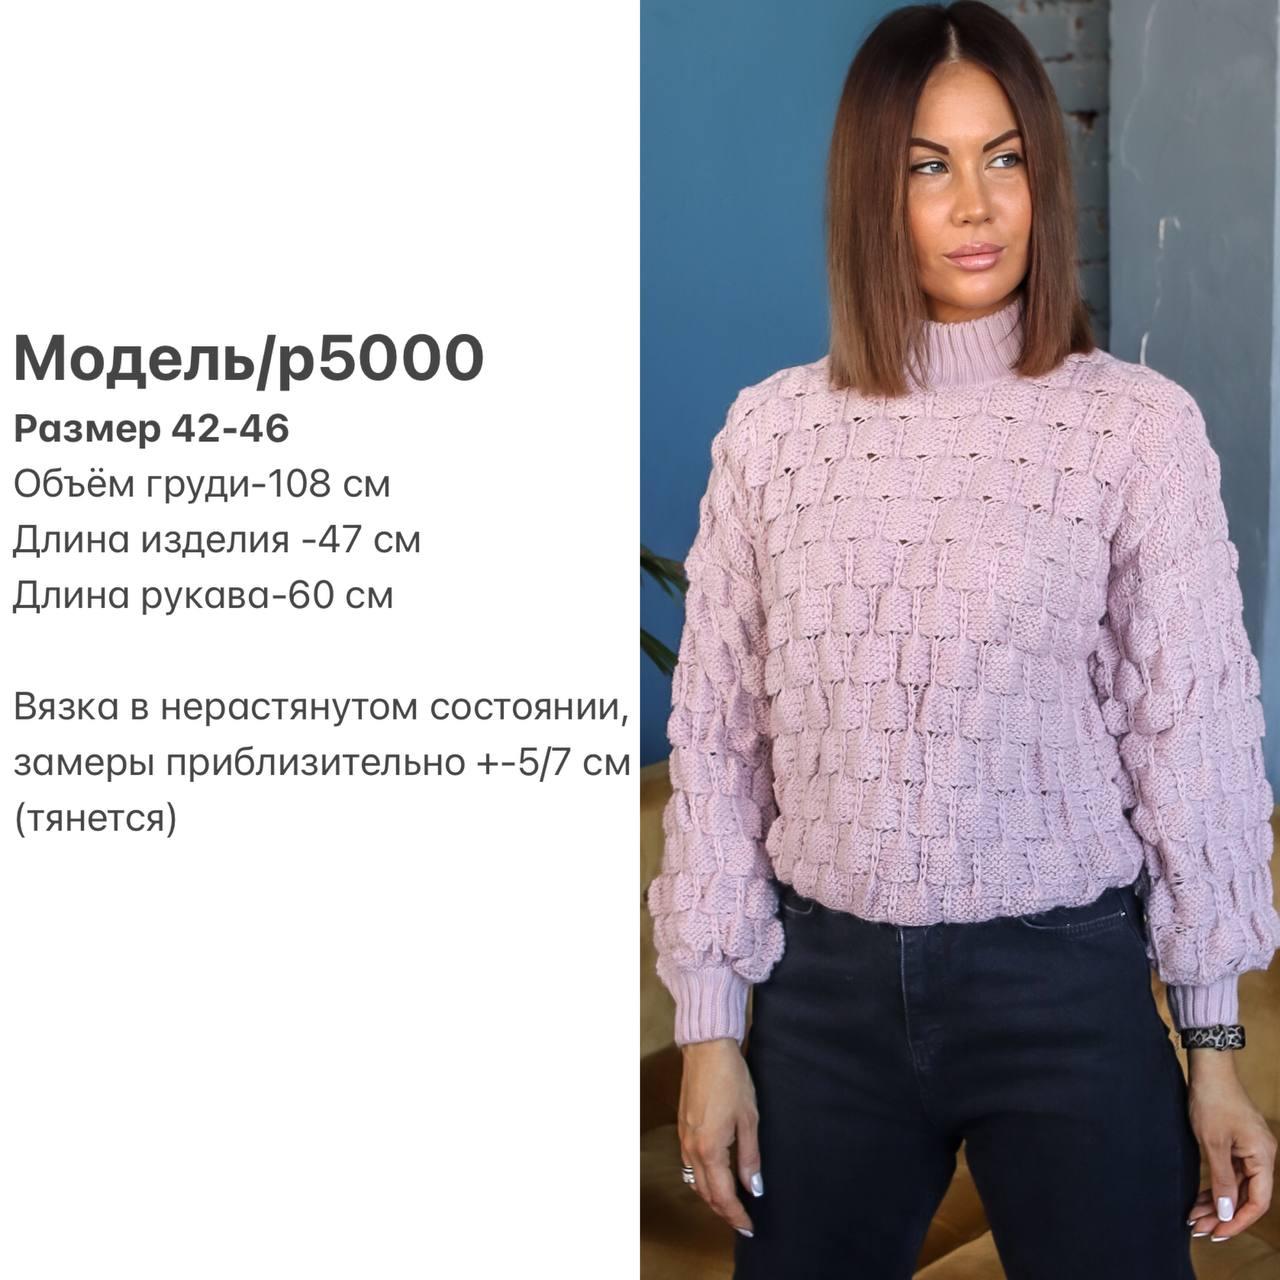 Модель/р5000
Размер 42-46
Объём груди-108 см
Длина изделия -47 см
Длина рукава-60 см
Вязка в нерастянутом состоянии,
замеры приблизительно +-5/7 см
(тянется)